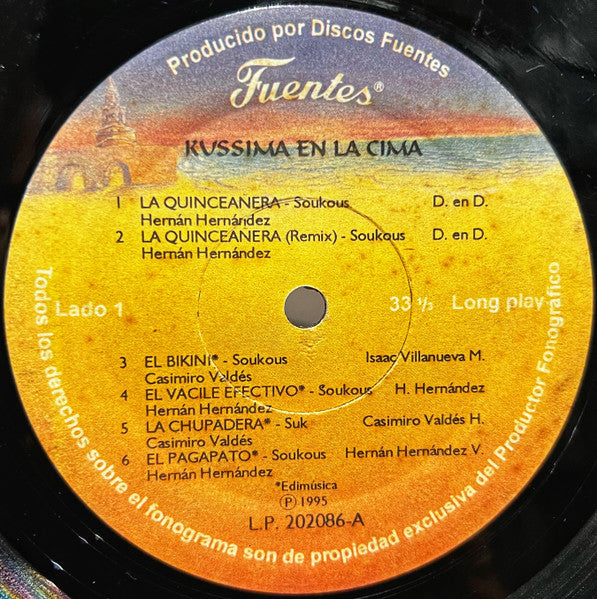 Producido por Discos Fuentes
Fuentes®
KUSSIMA EN LA CIMA
1 LA QUINCEAÑERA - Soukous D. en D.
Hernán Hernández
2 LA QUINCEAÑERA (Remix) - Soukous D. en D.
Hernán Hernández
Lado 1 33 1/3 Long play
3 EL BIKINI* - Soukous Isaac Villanueva M.
Casimiro Valdés
4 EL VACILE EFECTIVO* - Soukous H. Hernández
Hernán Hernández
5 LA CHUPADERA* - Suk Casimiro Valdés H.
Casimiro Valdés
6 EL PAGAPATO* - Soukous Hernán Hernández V.
Hernán Hernández
*Edimúsica
Ⓟ 1995
L.P. 202086-A
Todos los derechos sobre el fonograma son de propiedad exclusiva del Productor Fonográfico